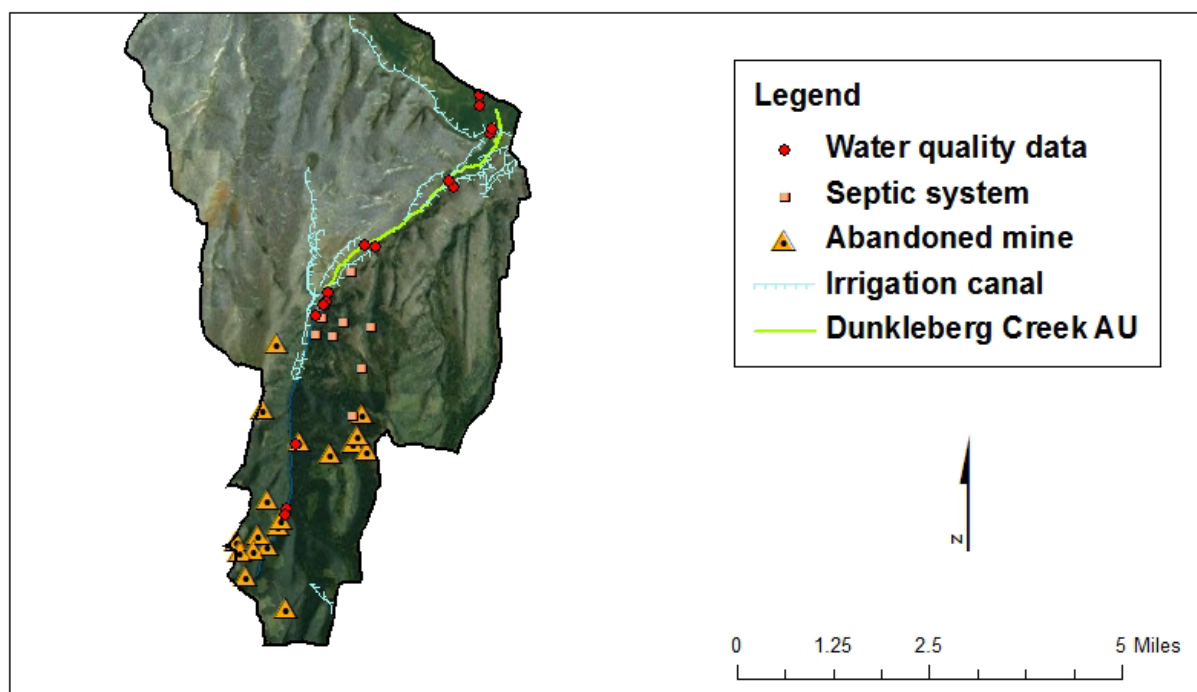 Legend
Water quality data
Septic system
Abandoned mine
Irrigation canal
Dunkleberg Creek AU
N
0 1.25 2.5 5 Miles